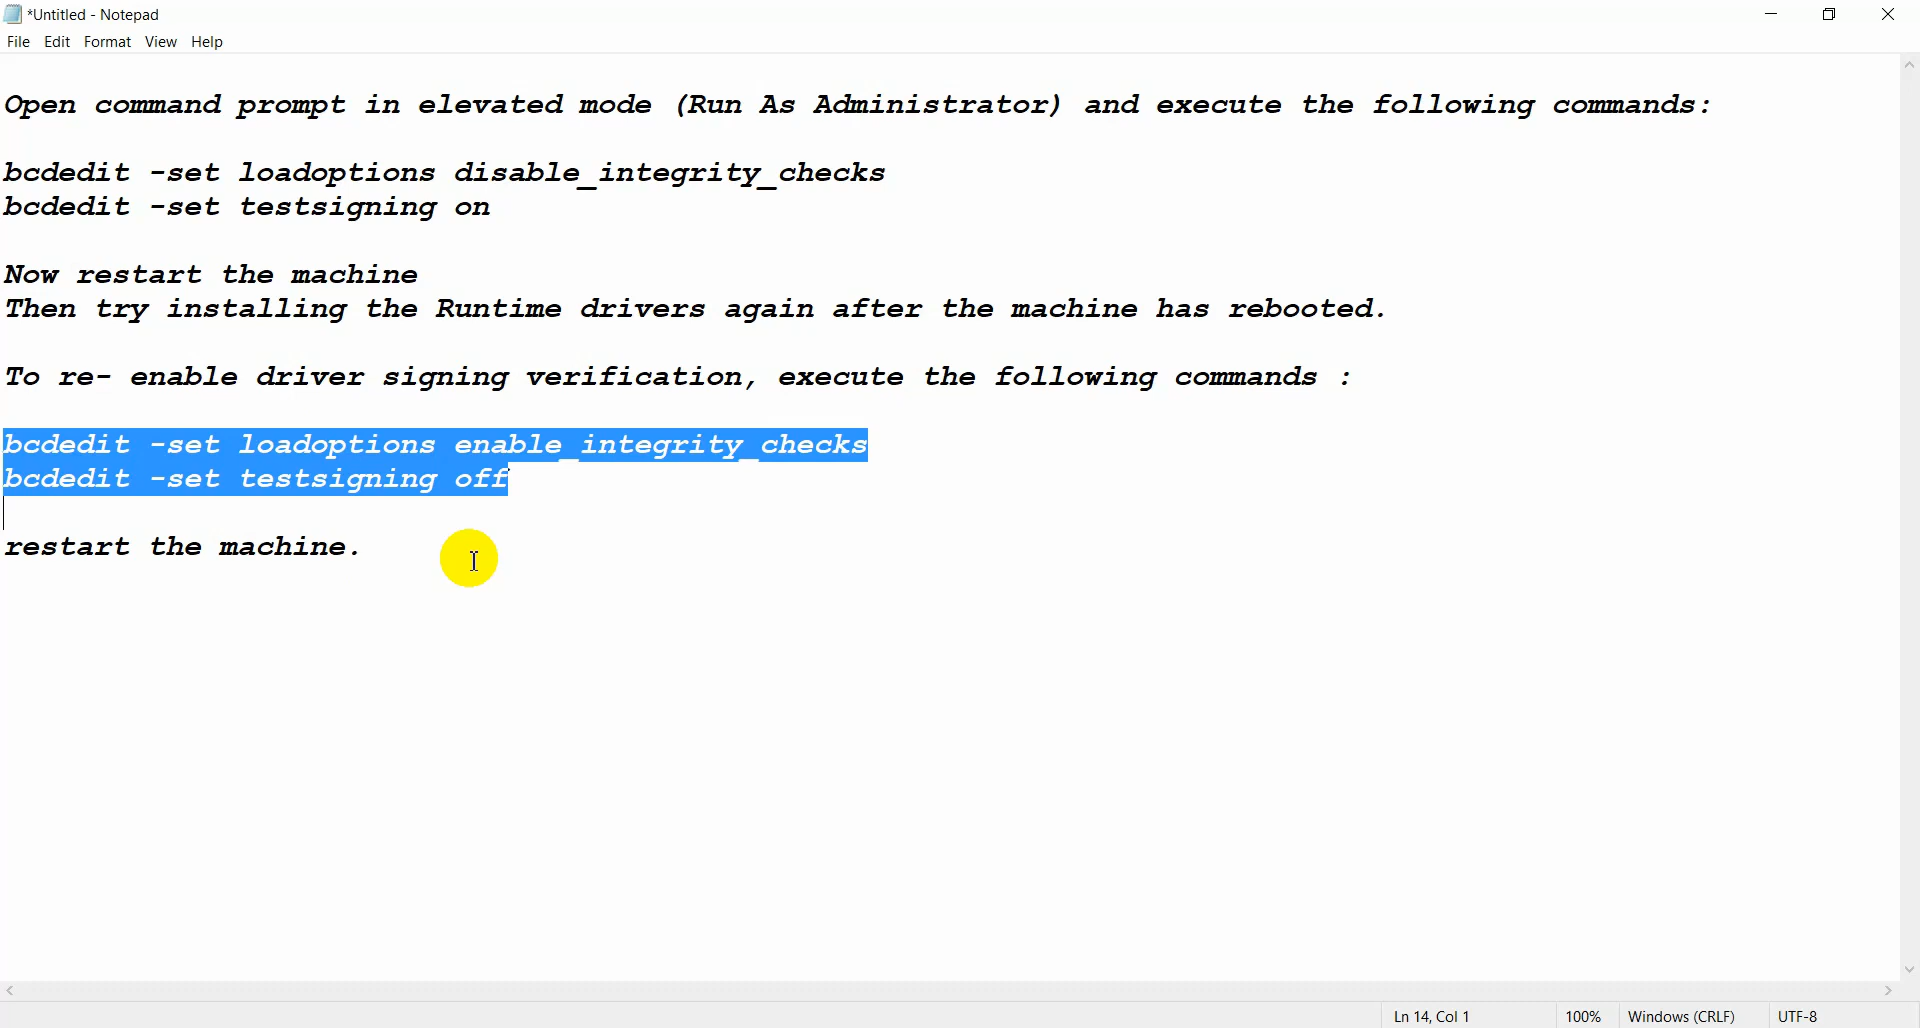 *Untitled - Notepad
File Edit Format View Help
Open command prompt in elevated mode (Run As Administrator) and execute the following commands:
bcdedit -set loadoptions disable_integrity_checks
bcdedit -set testsigning on
Now restart the machine
Then try installing the Runtime drivers again after the machine has rebooted.
To re- enable driver signing verification, execute the following commands :
bcdedit -set loadoptions enable_integrity_checks
bcdedit -set testsigning off
restart the machine.
Ln 14, Col 1 100% Windows (CRLF) UTF-8